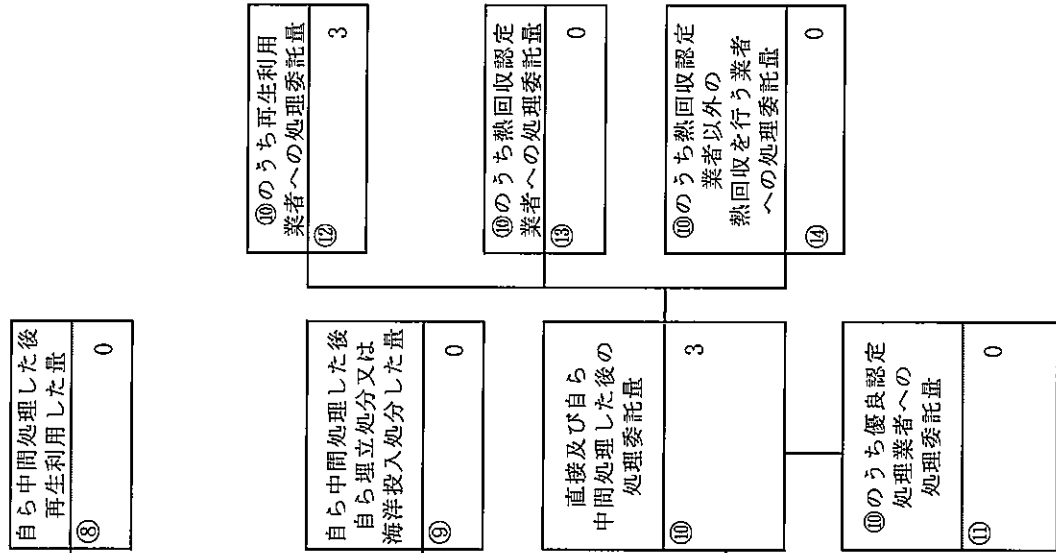 自ら中間処理した後
再生利用した量
⑧ 0
自ら中間処理した後
自ら埋立処分又は
海洋投入処分した量
⑨ 0
直接及び自ら
中間処理した後の
処理委託量
⑩ 3
⑩のうち優良認定
処理業者への
処理委託量
⑪ 0
⑩のうち再生利用
業者への処理委託量
⑫ 3
⑩のうち熱回収認定
業者への処理委託量
⑬ 0
⑩のうち熱回収認定
業者以外の
熱回収を行う業者
への処理委託量
⑭ 0